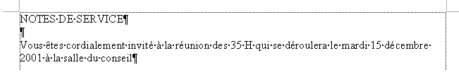 NOTES·DE·SERVICE¶
¶
Vous·êtes·cordialement·invité·à·la·réunion·des·35·H·qui·se·déroulera·le·mardi·15·décembre·
2001·à·la·salle·du·conseil¶